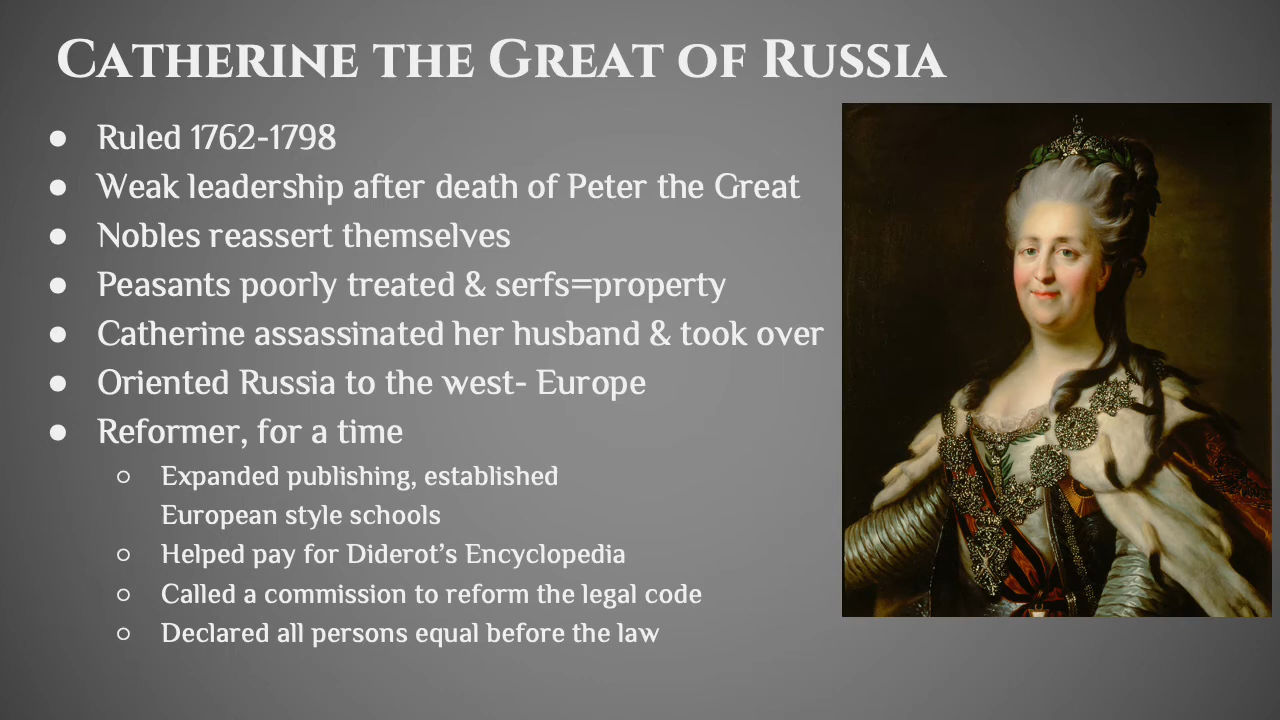 Catherine the Great of Russia
● Ruled 1762-1798
● Weak leadership after death of Peter the Great
● Nobles reassert themselves
● Peasants poorly treated & serfs=property
● Catherine assassinated her husband & took over
● Oriented Russia to the west- Europe
● Reformer, for a time
○ Expanded publishing, established
European style schools
○ Helped pay for Diderot’s Encyclopedia
○ Called a commission to reform the legal code
○ Declared all persons equal before the law